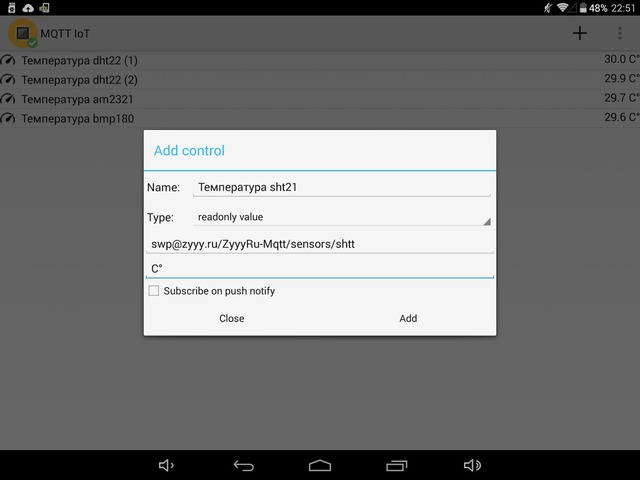 48% 22:51
MQTT IoT
Температура dht22 (1) 30.0 C°
Температура dht22 (2) 29.9 C°
Температура am2321 29.7 C°
Температура bmp180 29.6 C°
Add control
Name: Температура sht21
Type: readonly value
swp@zyyy.ru/ZyyyRu-Mqtt/sensors/shtt
C°
Subscribe on push notify
Close Add